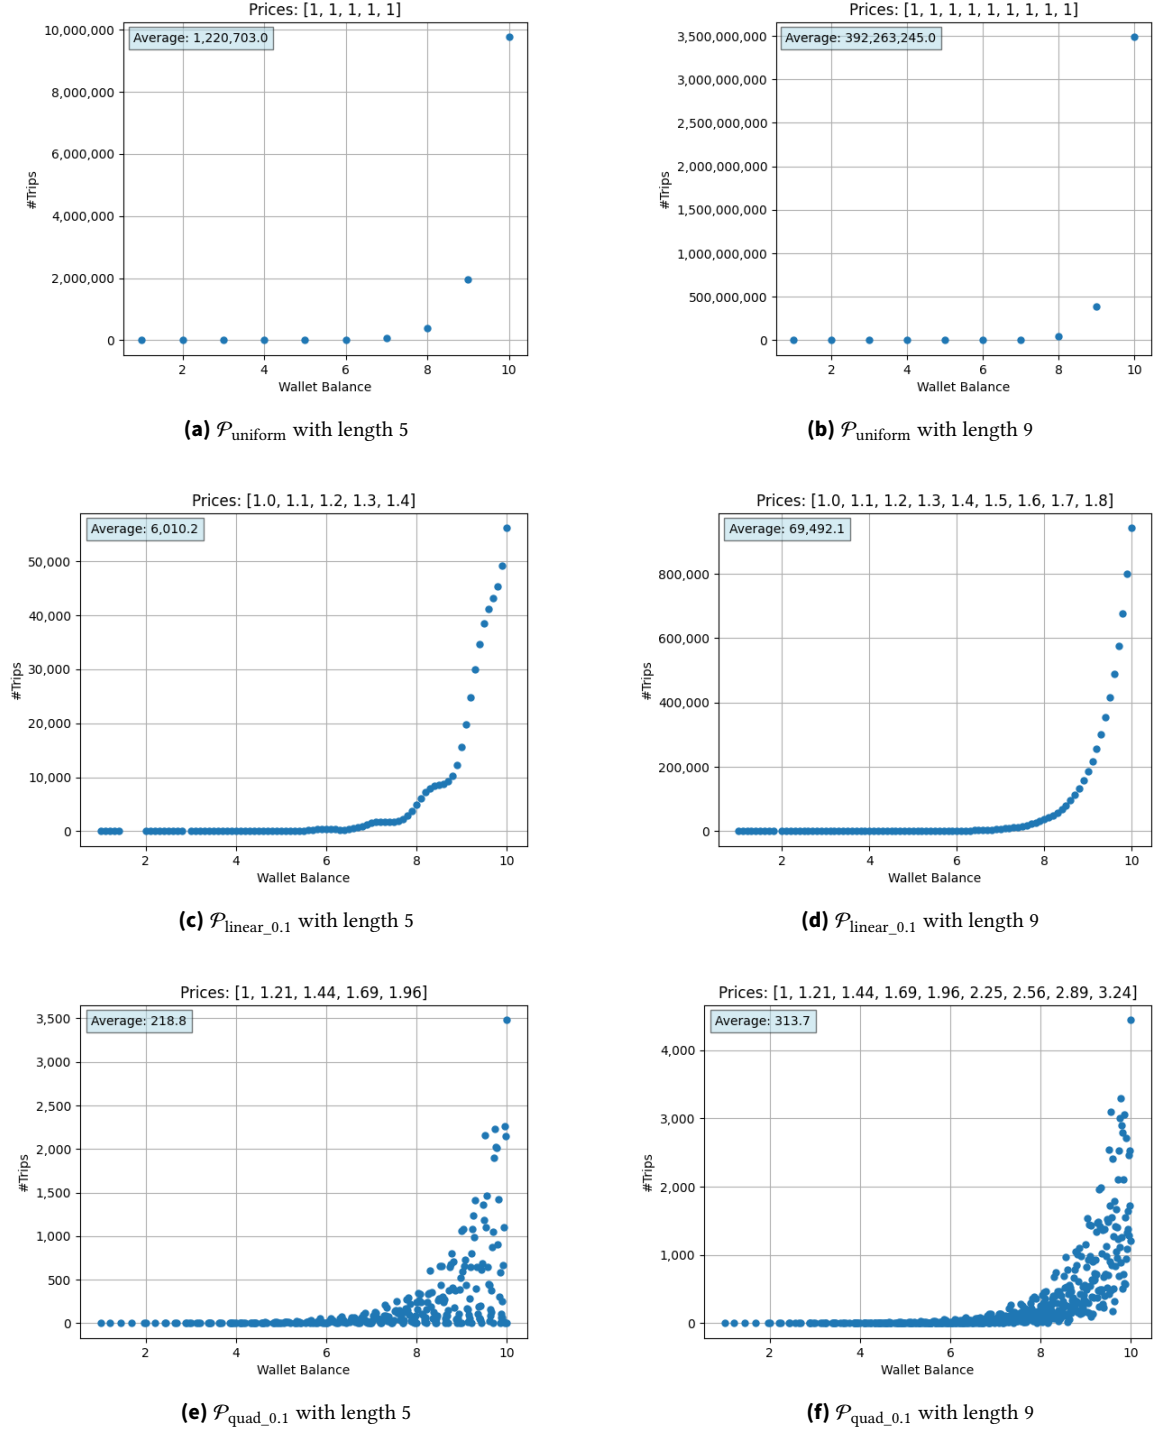 Prices: [1, 1, 1, 1, 1]
Average: 1,220,703.0
10,000,000
8,000,000
6,000,000
4,000,000
2,000,000
0
#Trips
2 4 6 8 10
Wallet Balance
(a) 𝒫uniform with length 5
Prices: [1, 1, 1, 1, 1, 1, 1, 1, 1]
Average: 392,263,245.0
3,500,000,000
3,000,000,000
2,500,000,000
2,000,000,000
1,500,000,000
1,000,000,000
500,000,000
0
#Trips
2 4 6 8 10
Wallet Balance
(b) 𝒫uniform with length 9
Prices: [1.0, 1.1, 1.2, 1.3, 1.4]
Average: 6,010.2
50,000
40,000
30,000
20,000
10,000
0
#Trips
2 4 6 8 10
Wallet Balance
(c) 𝒫linear_0.1 with length 5
Prices: [1.0, 1.1, 1.2, 1.3, 1.4, 1.5, 1.6, 1.7, 1.8]
Average: 69,492.1
800,000
600,000
400,000
200,000
0
#Trips
2 4 6 8 10
Wallet Balance
(d) 𝒫linear_0.1 with length 9
Prices: [1, 1.21, 1.44, 1.69, 1.96]
Average: 218.8
3,500
3,000
2,500
2,000
1,500
1,000
500
0
#Trips
2 4 6 8 10
Wallet Balance
(e) 𝒫quad_0.1 with length 5
Prices: [1, 1.21, 1.44, 1.69, 1.96, 2.25, 2.56, 2.89, 3.24]
Average: 313.7
4,000
3,000
2,000
1,000
0
#Trips
2 4 6 8 10
Wallet Balance
(f) 𝒫quad_0.1 with length 9